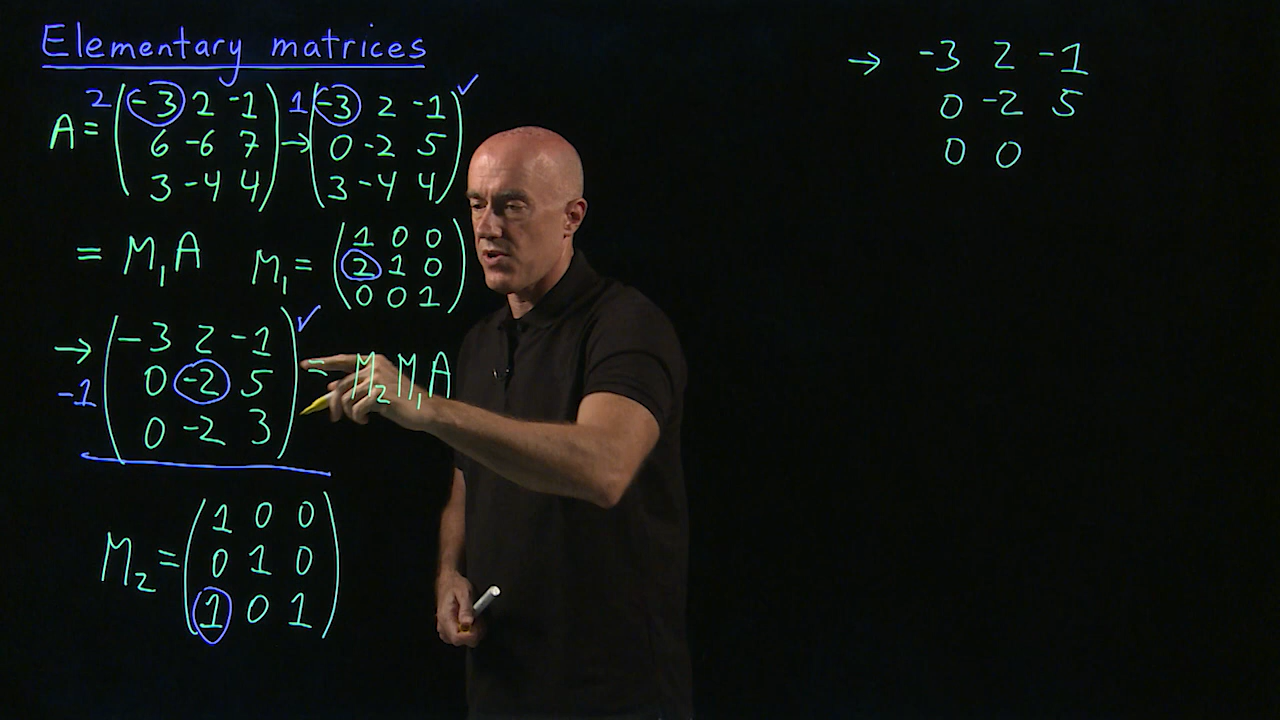 Elementary matrices
A = 2 ( -3 2 -1 ) 1 ( -3 2 -1 ) ✓
6 -6 7 → 0 -2 5
3 -4 4 3 -4 4
= M₁A M₁ = ( 1 0 0 )
2 1 0
0 0 1
→ ( -3 2 -1 ) ✓
-1 0 -2 5 = M₂M₁A
0 -2 3
M₂ = ( 1 0 0 )
0 1 0
1 0 1
→ -3 2 -1
0 -2 5
0 0